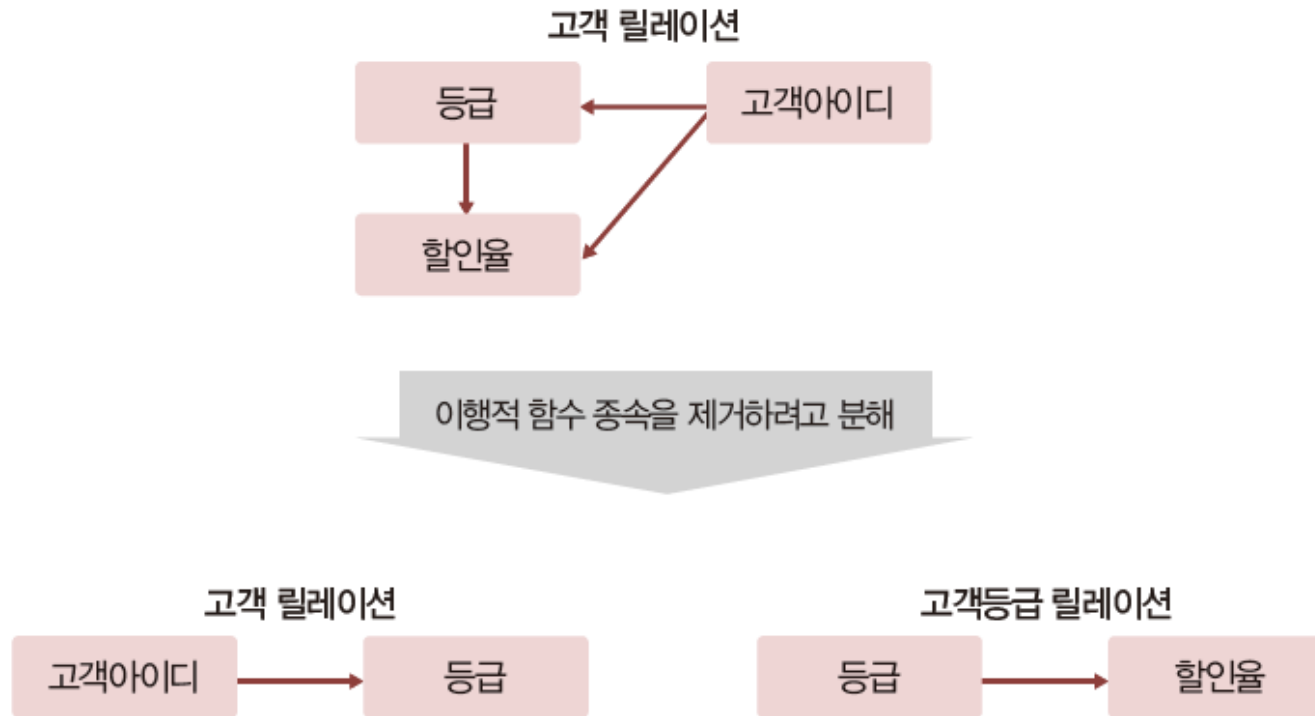 고객 릴레이션
등급
고객아이디
할인율
이행적 함수 종속을 제거하려고 분해
고객 릴레이션
고객등급 릴레이션
고객아이디
등급
등급
할인율